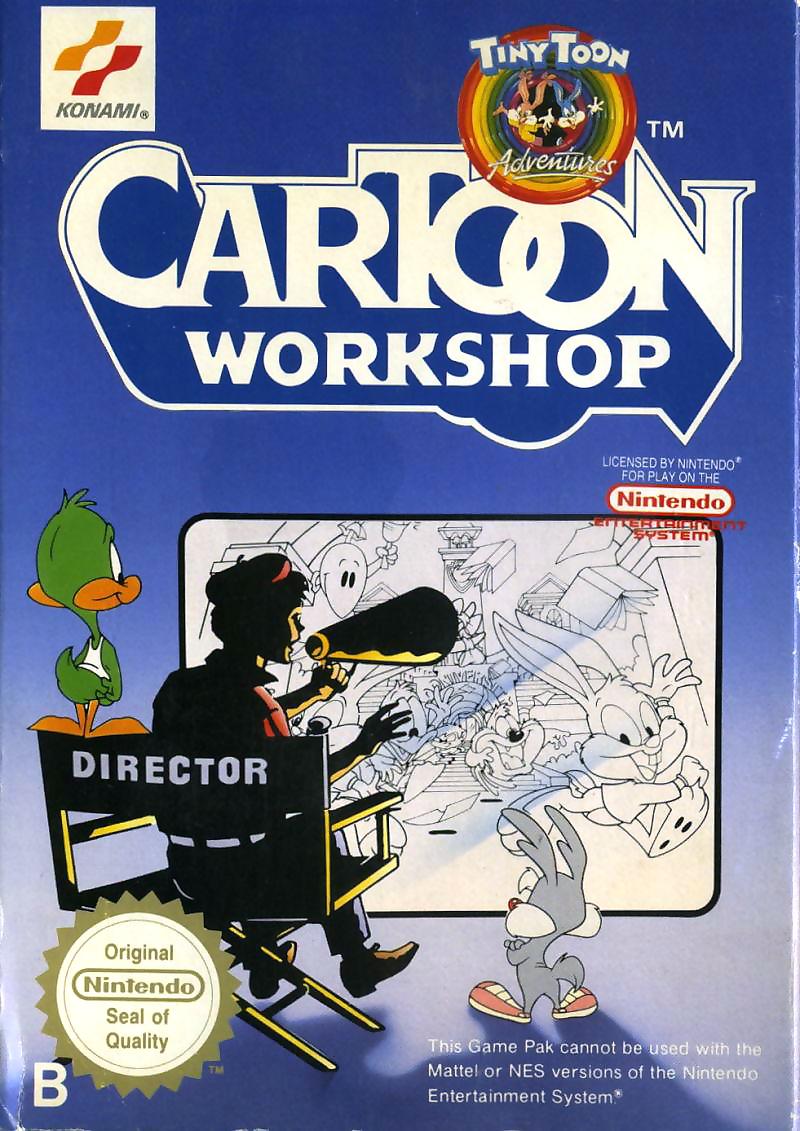 KONAMI®
TINY TOON
Adventures
TM
CARTOON
WORKSHOP
LICENSED BY NINTENDO®
FOR PLAY ON THE
Nintendo
ENTERTAINMENT
SYSTEM®
DIRECTOR
Original
Nintendo
Seal of
Quality
TM
B
This Game Pak cannot be used with the
Mattel or NES versions of the Nintendo
Entertainment System®